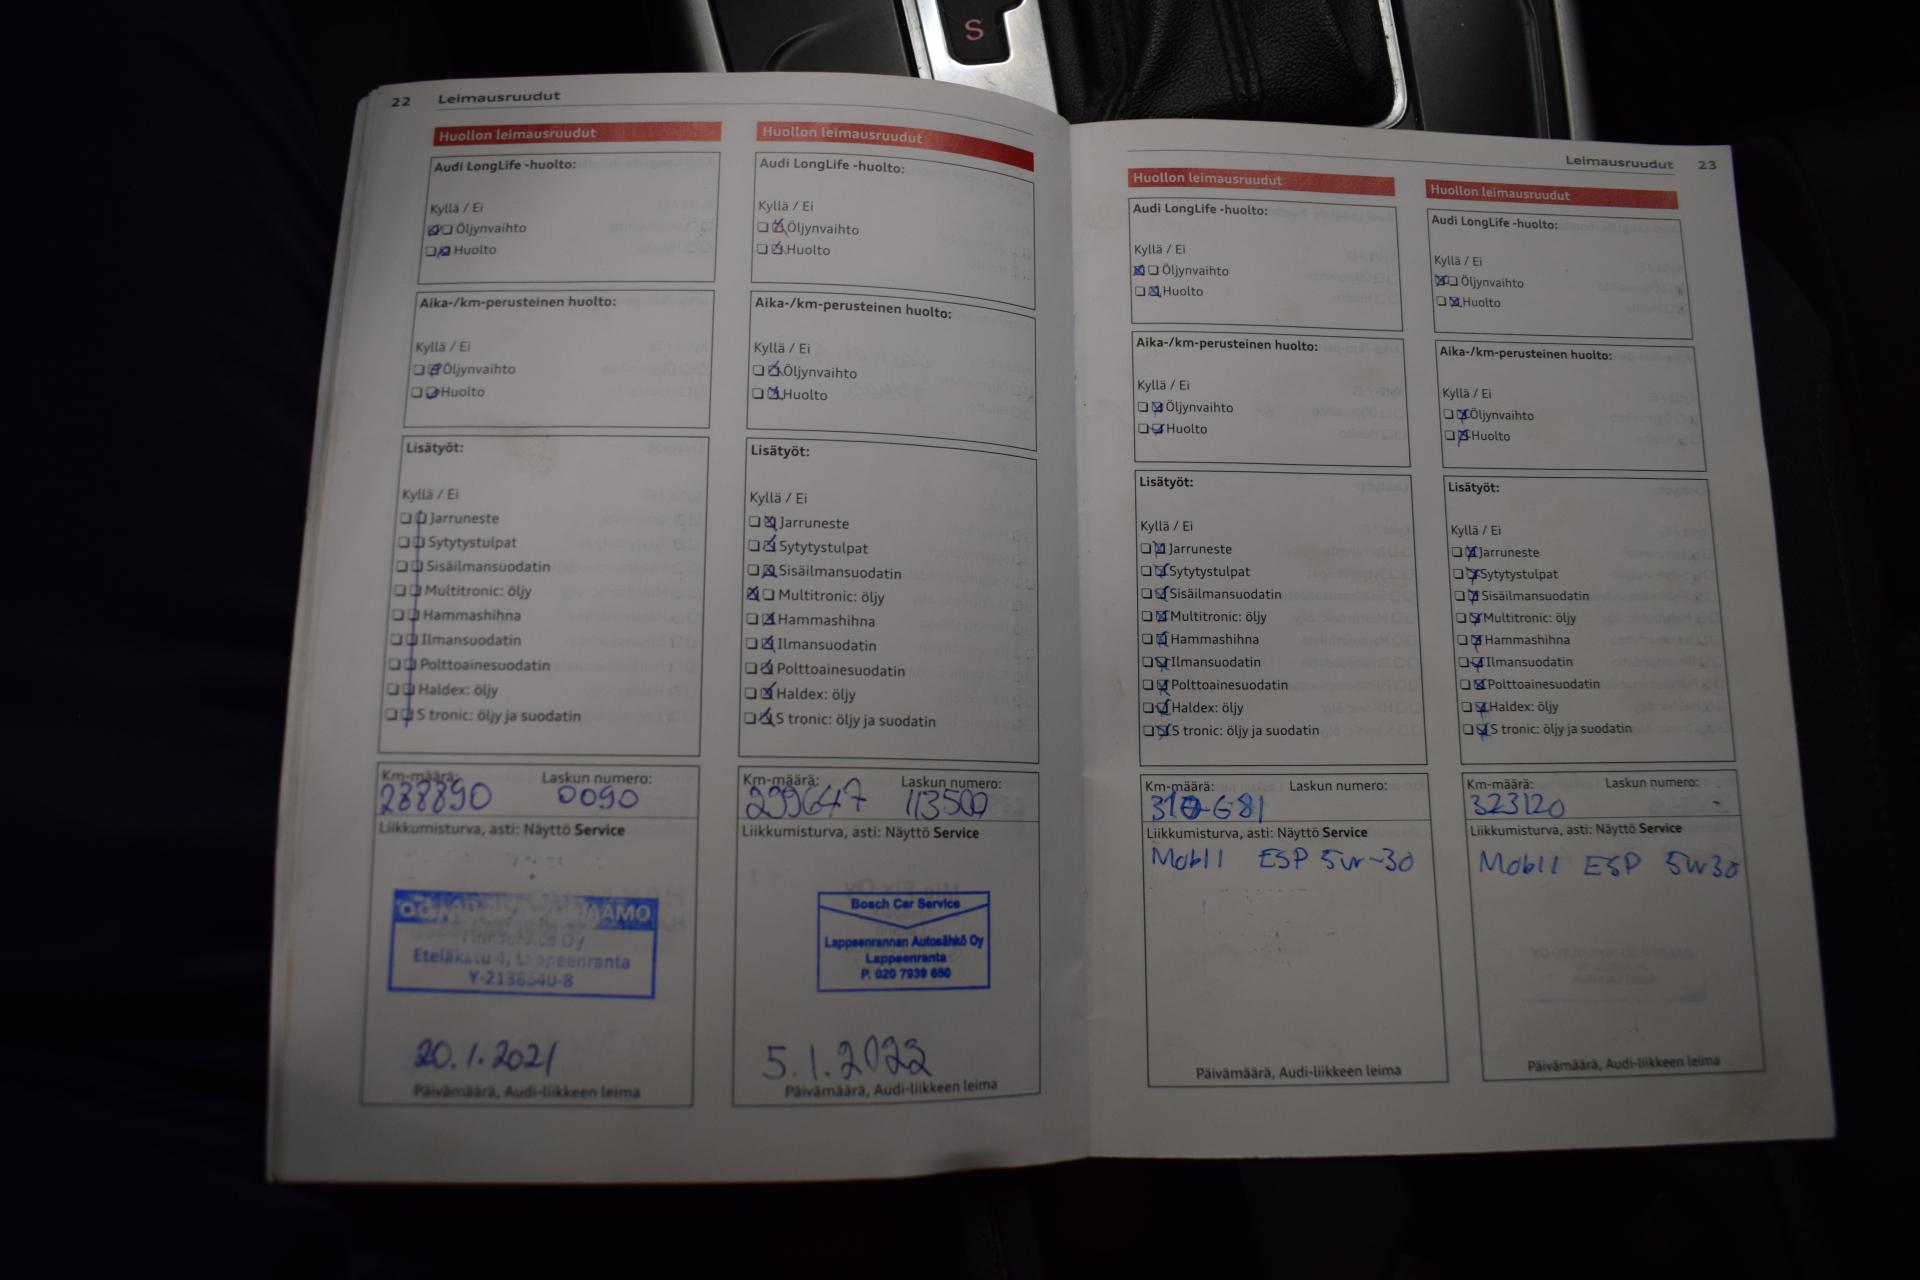 S
22 Leimausruudut
Huollon leimausruudut
Audi LongLife -huolto:
Kyllä / Ei
Öljynvaihto
Huolto
Aika-/km-perusteinen huolto:
Kyllä / Ei
Öljynvaihto
Huolto
Lisätyöt:
Kyllä / Ei
Jarruneste
Sytytystulpat
Sisäilmansuodatin
Multitronic: öljy
Hammashihna
Ilmansuodatin
Polttoainesuodatin
Haldex: öljy
S tronic: öljy ja suodatin
Km-määrä: Laskun numero:
288890 0090
Liikkumisturva, asti: Näyttö Service
Eteläkatu 4, Lappeenranta
20.1.2021
Päivämäärä, Audi-liikkeen leima
Huollon leimausruudut
Audi LongLife -huolto:
Kyllä / Ei
Öljynvaihto
Huolto
Aika-/km-perusteinen huolto:
Kyllä / Ei
Öljynvaihto
Huolto
Lisätyöt:
Kyllä / Ei
Jarruneste
Sytytystulpat
Sisäilmansuodatin
Multitronic: öljy
Hammashihna
Ilmansuodatin
Polttoainesuodatin
Haldex: öljy
S tronic: öljy ja suodatin
Km-määrä: Laskun numero:
299647 113500
Liikkumisturva, asti: Näyttö Service
Bosch Car Service
Lappeenrannan Autosähkö Oy
Lappeenranta
P. 020 7939 650
5.1.2022
Päivämäärä, Audi-liikkeen leima
Leimausruudut 23
Huollon leimausruudut
Audi LongLife -huolto:
Kyllä / Ei
Öljynvaihto
Huolto
Aika-/km-perusteinen huolto:
Kyllä / Ei
Öljynvaihto
Huolto
Lisätyöt:
Kyllä / Ei
Jarruneste
Sytytystulpat
Sisäilmansuodatin
Multitronic: öljy
Hammashihna
Ilmansuodatin
Polttoainesuodatin
Haldex: öljy
S tronic: öljy ja suodatin
Km-määrä: Laskun numero:
Liikkumisturva, asti: Näyttö Service
Mobil1 ESP 5w-30
Päivämäärä, Audi-liikkeen leima
Huollon leimausruudut
Audi LongLife -huolto:
Kyllä / Ei
Öljynvaihto
Huolto
Aika-/km-perusteinen huolto:
Kyllä / Ei
Öljynvaihto
Huolto
Lisätyöt:
Kyllä / Ei
Jarruneste
Sytytystulpat
Sisäilmansuodatin
Multitronic: öljy
Hammashihna
Ilmansuodatin
Polttoainesuodatin
Haldex: öljy
S tronic: öljy ja suodatin
Km-määrä: Laskun numero:
323120
Liikkumisturva, asti: Näyttö Service
Mobil1 ESP 5w30
Päivämäärä, Audi-liikkeen leima